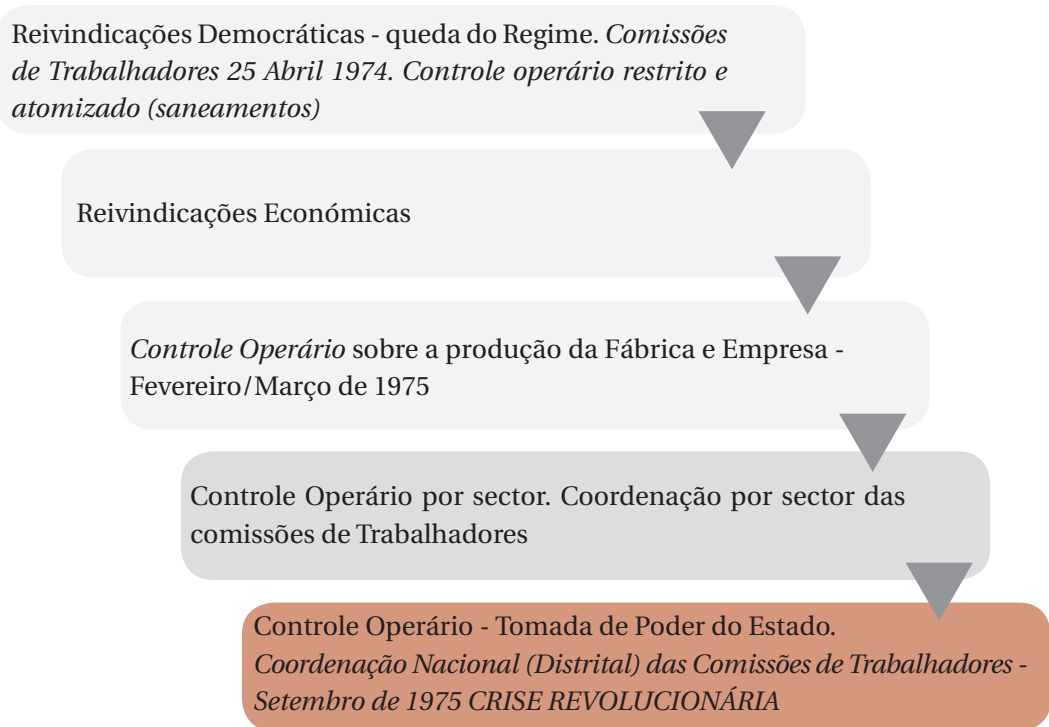 Reivindicações Democráticas - queda do Regime. Comissões
de Trabalhadores 25 Abril 1974. Controle operário restrito e
atomizado (saneamentos)
Reivindicações Económicas
Controle Operário sobre a produção da Fábrica e Empresa -
Fevereiro/Março de 1975
Controle Operário por sector. Coordenação por sector das
comissões de Trabalhadores
Controle Operário - Tomada de Poder do Estado.
Coordenação Nacional (Distrital) das Comissões de Trabalhadores -
Setembro de 1975 CRISE REVOLUCIONÁRIA